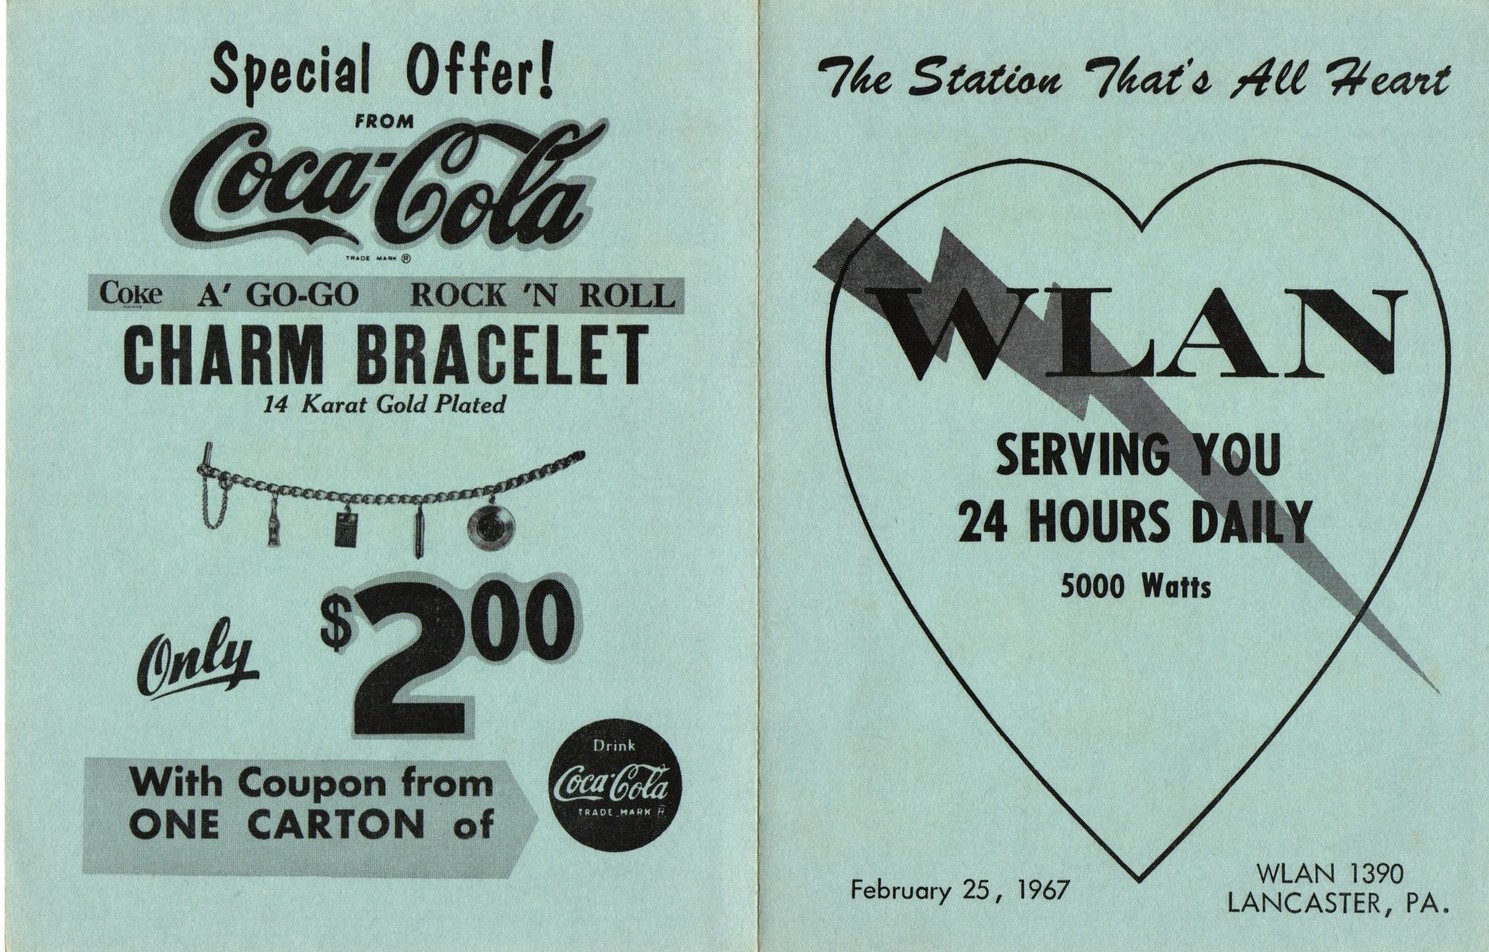 Special Offer!
FROM
Coca-Cola
TRADE MARK ®
Coke A' GO-GO ROCK 'N ROLL
CHARM BRACELET
14 Karat Gold Plated
Only
$2.00
With Coupon from
ONE CARTON of
Drink
Coca-Cola
TRADE MARK R
The Station That's All Heart
WLAN
SERVING YOU
24 HOURS DAILY
5000 Watts
February 25, 1967
WLAN 1390
LANCASTER, PA.